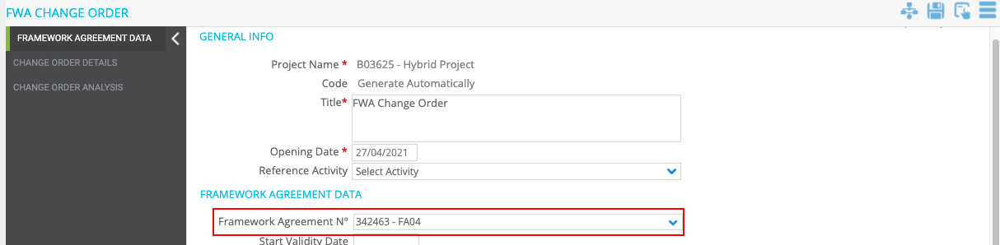 FWA CHANGE ORDER
FRAMEWORK AGREEMENT DATA
CHANGE ORDER DETAILS
CHANGE ORDER ANALYSIS
GENERAL INFO
Project Name * B03625 - Hybrid Project
Code Generate Automatically
Title* FWA Change Order
Opening Date * 27/04/2021
Reference Activity Select Activity
FRAMEWORK AGREEMENT DATA
Framework Agreement N° 342463 - FA04
Start Validity Date